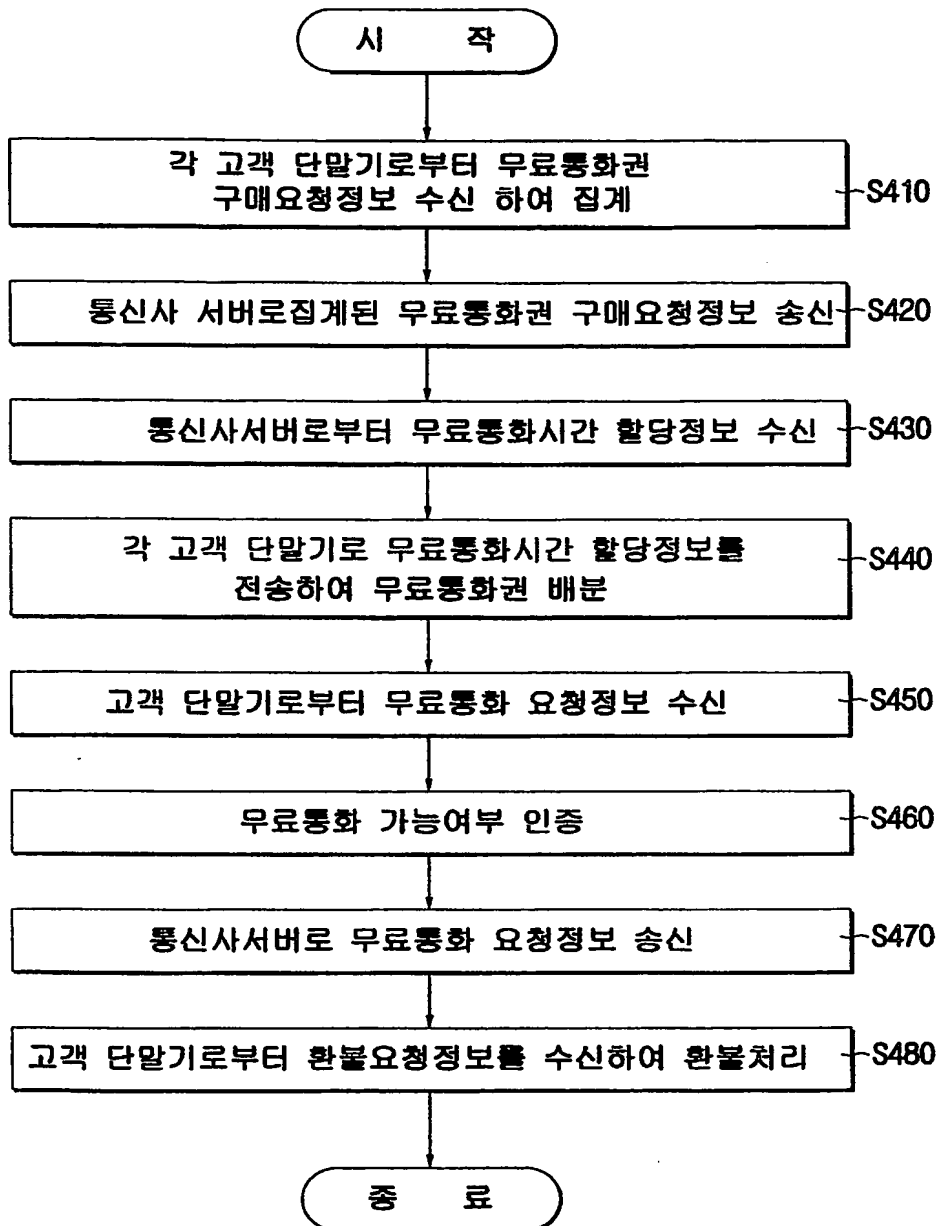 시 작
각 고객 단말기로부터 무료통화권
구매요청정보 수신 하여 집계
S410
통신사 서버로집계된 무료통화권 구매요청정보 송신
S420
통신사서버로부터 무료통화시간 할당정보 수신
S430
각 고객 단말기로 무료통화시간 할당정보를
전송하여 무료통화권 배분
S440
고객 단말기로부터 무료통화 요청정보 수신
S450
무료통화 가능여부 인증
S460
통신사서버로 무료통화 요청정보 송신
S470
고객 단말기로부터 환불요청정보를 수신하여 환불처리
S480
종 료